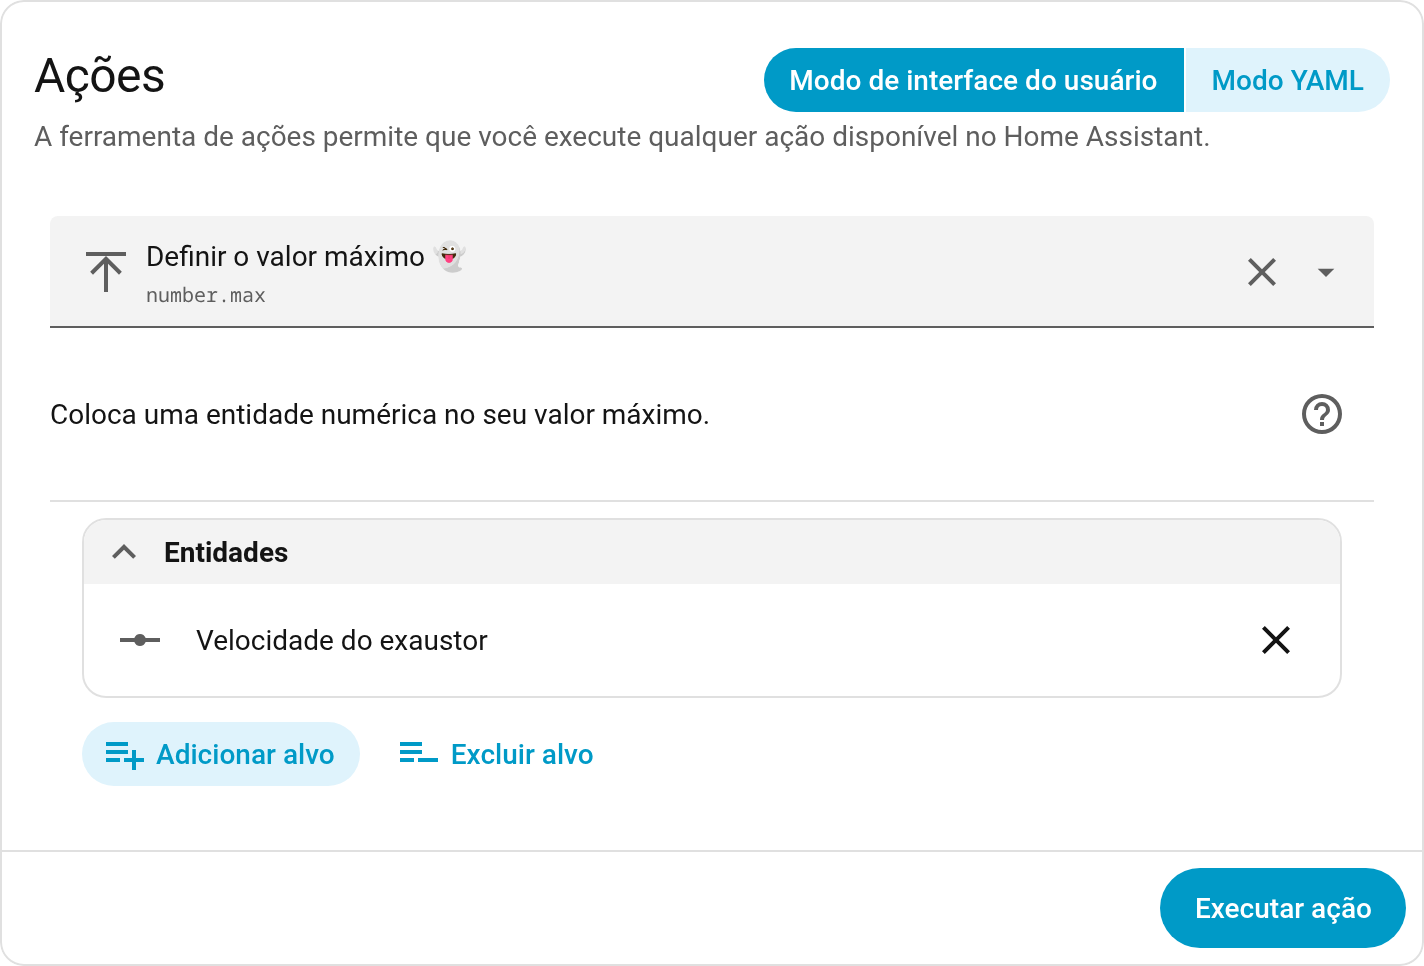 Ações
Modo de interface do usuário
Modo YAML
A ferramenta de ações permite que você execute qualquer ação disponível no Home Assistant.
Definir o valor máximo 👻
number.max
Coloca uma entidade numérica no seu valor máximo.
Entidades
Velocidade do exaustor
Adicionar alvo
Excluir alvo
Executar ação